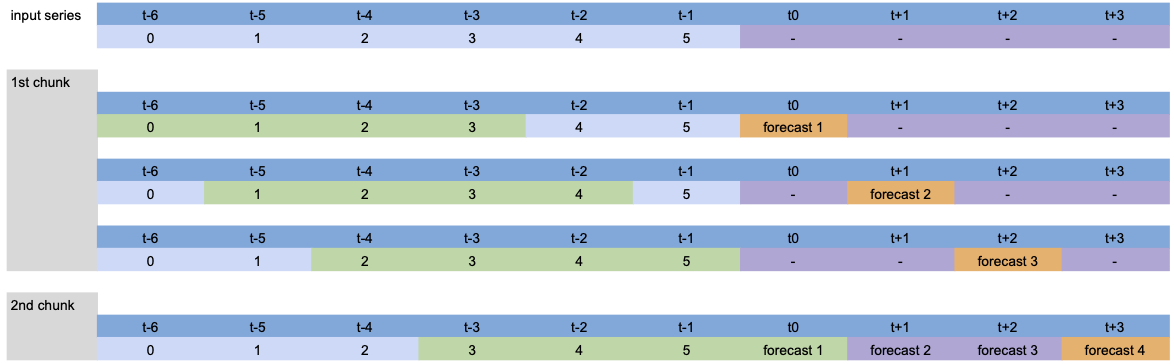 input series t-6 t-5 t-4 t-3 t-2 t-1 t0 t+1 t+2 t+3
0 1 2 3 4 5 - - - -
1st chunk
t-6 t-5 t-4 t-3 t-2 t-1 t0 t+1 t+2 t+3
0 1 2 3 4 5 forecast 1 - - -
t-6 t-5 t-4 t-3 t-2 t-1 t0 t+1 t+2 t+3
0 1 2 3 4 5 - forecast 2 - -
t-6 t-5 t-4 t-3 t-2 t-1 t0 t+1 t+2 t+3
0 1 2 3 4 5 - - forecast 3 -
2nd chunk
t-6 t-5 t-4 t-3 t-2 t-1 t0 t+1 t+2 t+3
0 1 2 3 4 5 forecast 1 forecast 2 forecast 3 forecast 4